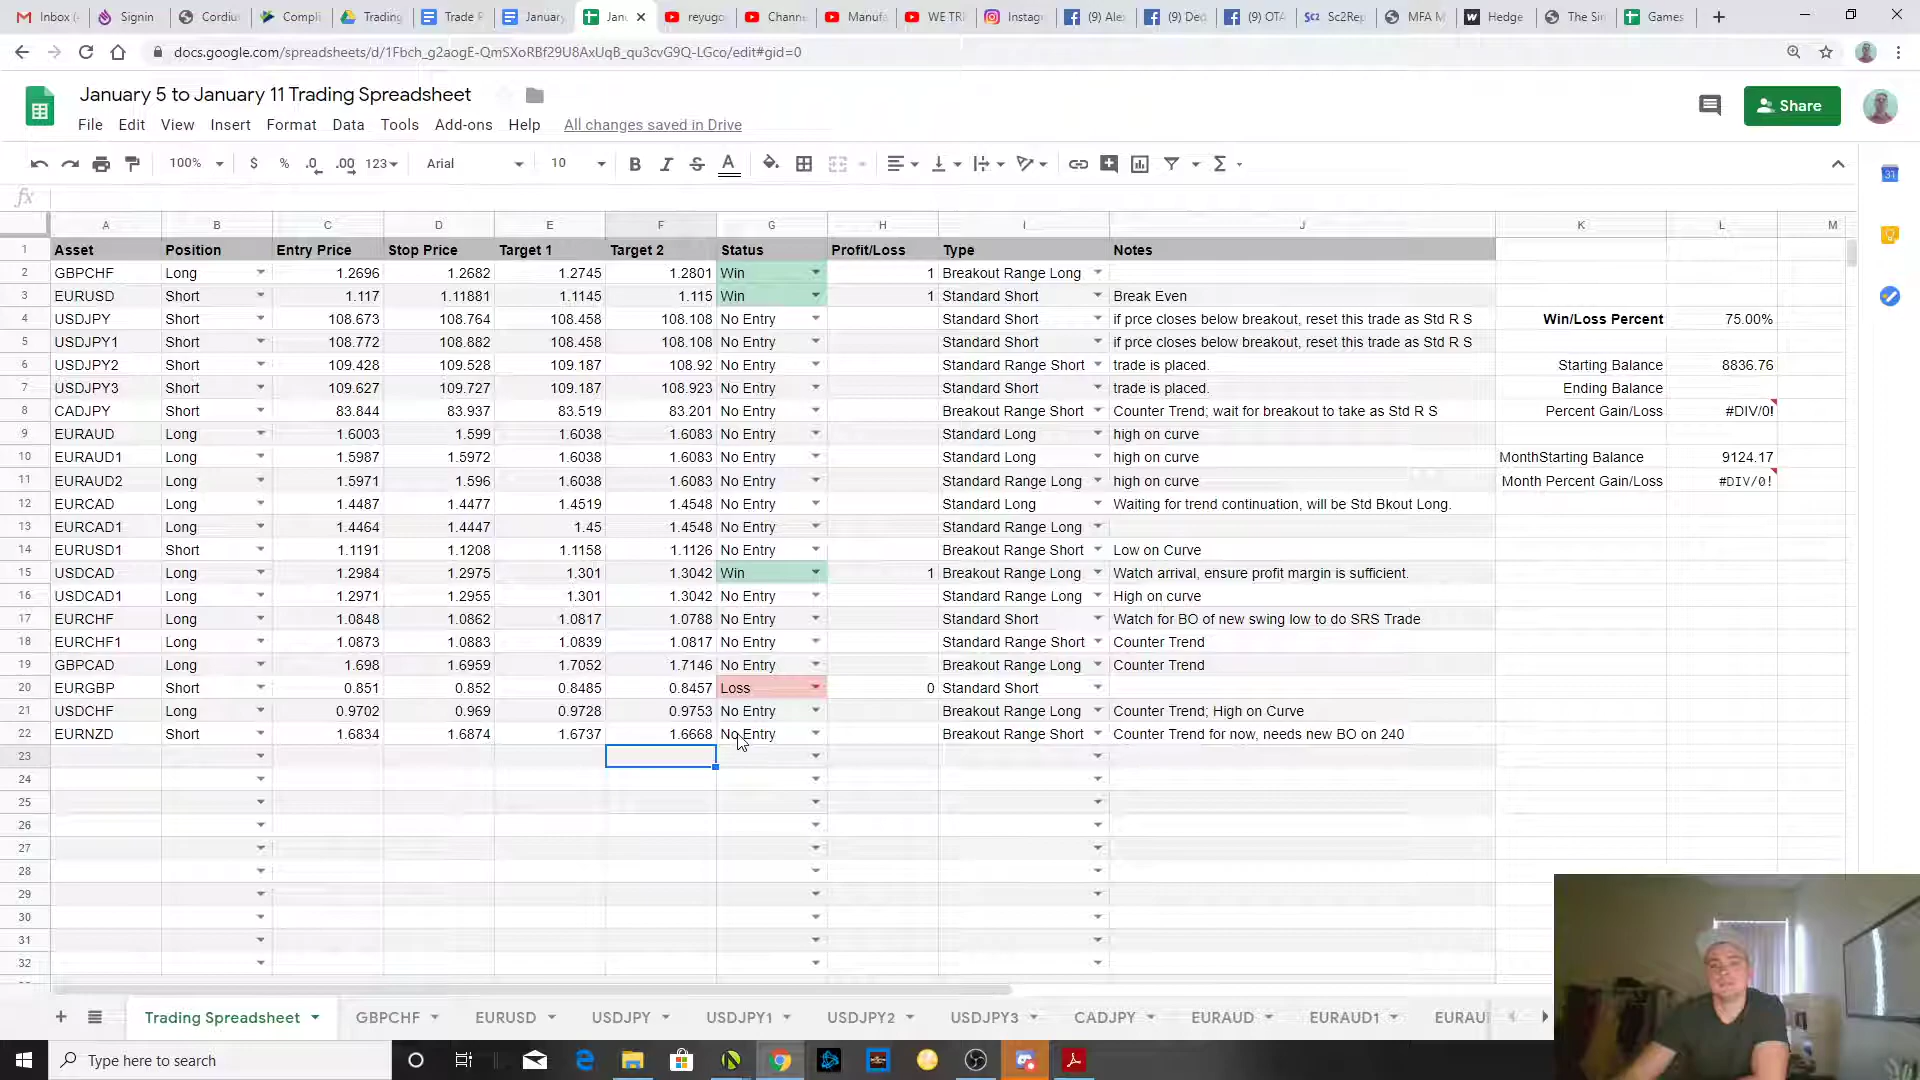 Inbox (
Signin
Cordiu
Compli
Trading
Trade F
January
Janu
reyugo
Chann
Manufa
WE TRI
Instag
(9) Ale
(9) Dec
(9) OTA
Sc2Rep
MFA M
Hedge
The Sin
Games
docs.google.com/spreadsheets/d/1Fbch_g2aogE-QmSXoRBf29U8AxUqB_qu3cvG9Q-LGco/edit#gid=0
January 5 to January 11 Trading Spreadsheet
Share
File Edit View Insert Format Data Tools Add-ons Help All changes saved in Drive
100% $ % .0 .00 123 Arial 10 B I S A
fx
A B C D E F G H I J K L M
1 Asset Position Entry Price Stop Price Target 1 Target 2 Status Profit/Loss Type Notes
2 GBPCHF Long 1.2696 1.2682 1.2745 1.2801 Win 1 Breakout Range Long
3 EURUSD Short 1.117 1.11881 1.1145 1.115 Win 1 Standard Short Break Even
4 USDJPY Short 108.673 108.764 108.458 108.108 No Entry Standard Short if prce closes below breakout, reset this trade as Std R S Win/Loss Percent 75.00%
5 USDJPY1 Short 108.772 108.882 108.458 108.108 No Entry Standard Short if prce closes below breakout, reset this trade as Std R S
6 USDJPY2 Short 109.428 109.528 109.187 108.92 No Entry Standard Range Short trade is placed. Starting Balance 8836.76
7 USDJPY3 Short 109.627 109.727 109.187 108.923 No Entry Standard Short trade is placed. Ending Balance
8 CADJPY Short 83.844 83.937 83.519 83.201 No Entry Breakout Range Short Counter Trend; wait for breakout to take as Std R S Percent Gain/Loss #DIV/0!
9 EURAUD Long 1.6003 1.599 1.6038 1.6083 No Entry Standard Long high on curve
10 EURAUD1 Long 1.5987 1.5972 1.6038 1.6083 No Entry Standard Long high on curve MonthStarting Balance 9124.17
11 EURAUD2 Long 1.5971 1.596 1.6038 1.6083 No Entry Standard Range Long high on curve Month Percent Gain/Loss #DIV/0!
12 EURCAD Long 1.4487 1.4477 1.4519 1.4548 No Entry Standard Long Waiting for trend continuation, will be Std Bkout Long.
13 EURCAD1 Long 1.4464 1.4447 1.45 1.4548 No Entry Standard Range Long
14 EURUSD1 Short 1.1191 1.1208 1.1158 1.1126 No Entry Breakout Range Short Low on Curve
15 USDCAD Long 1.2984 1.2975 1.301 1.3042 Win 1 Breakout Range Long Watch arrival, ensure profit margin is sufficient.
16 USDCAD1 Long 1.2971 1.2955 1.301 1.3042 No Entry Standard Range Long High on curve
17 EURCHF Long 1.0848 1.0862 1.0817 1.0788 No Entry Standard Short Watch for BO of new swing low to do SRS Trade
18 EURCHF1 Long 1.0873 1.0883 1.0839 1.0817 No Entry Standard Range Short Counter Trend
19 GBPCAD Long 1.698 1.6959 1.7052 1.7146 No Entry Breakout Range Long Counter Trend
20 EURGBP Short 0.851 0.852 0.8485 0.8457 Loss 0 Standard Short
21 USDCHF Long 0.9702 0.969 0.9728 0.9753 No Entry Breakout Range Long Counter Trend; High on Curve
22 EURNZD Short 1.6834 1.6874 1.6737 1.6668 No Entry Breakout Range Short Counter Trend for now, needs new BO on 240
23
24
25
26
27
28
29
30
31
32
Trading Spreadsheet GBPCHF EURUSD USDJPY USDJPY1 USDJPY2 USDJPY3 CADJPY EURAUD EURAUD1 EURAU
Type here to search